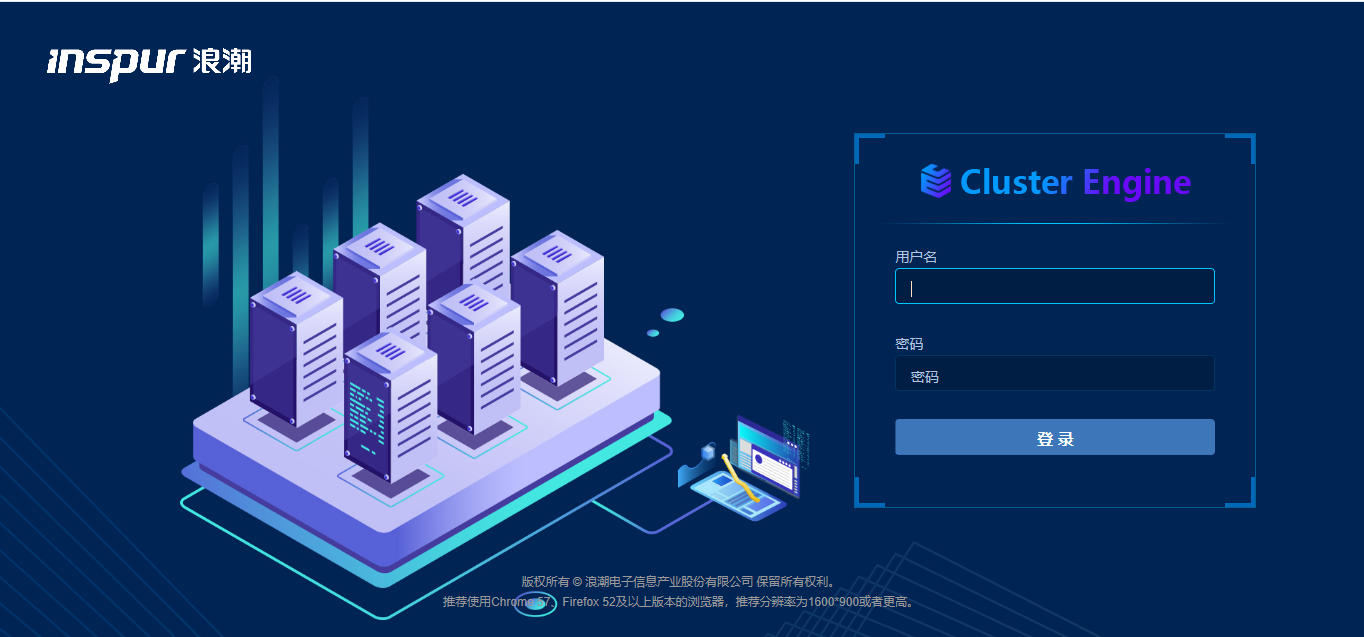 inspur 浪潮
Cluster Engine
用户名
密码
密码
登 录
版权所有 © 浪潮电子信息产业股份有限公司 保留所有权利。
推荐使用Chrome 57、Firefox 52及以上版本的浏览器，推荐分辨率为1600*900或者更高。